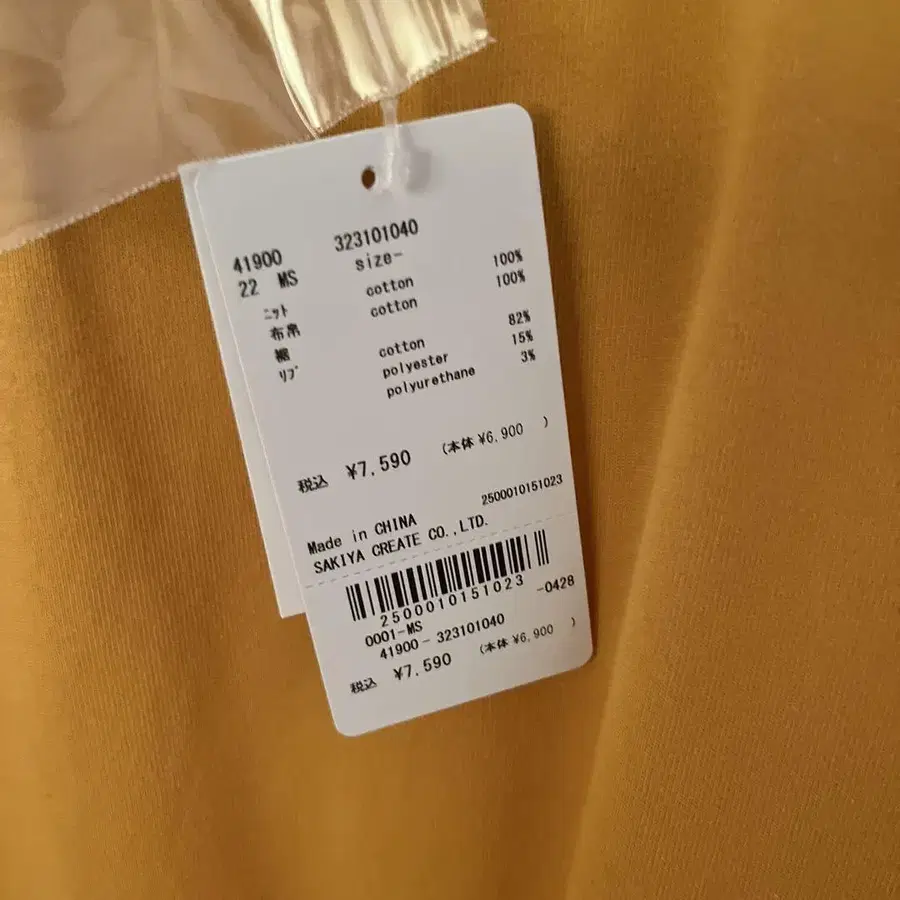 41900 323101040
22 MS size-
ﾆｯﾄ cotton 100%
布帛 cotton 100%
裾
ﾘﾌﾞ cotton 82%
polyester 15%
polyurethane 3%
税込 ¥7,590 (本体 ¥6,900 )
2500010151023
Made in CHINA
SAKIYA CREATE CO.,LTD.
2500010151023 -0428
0001-MS
41900 - 323101040
税込 ¥7,590 (本体 ¥6,900 )